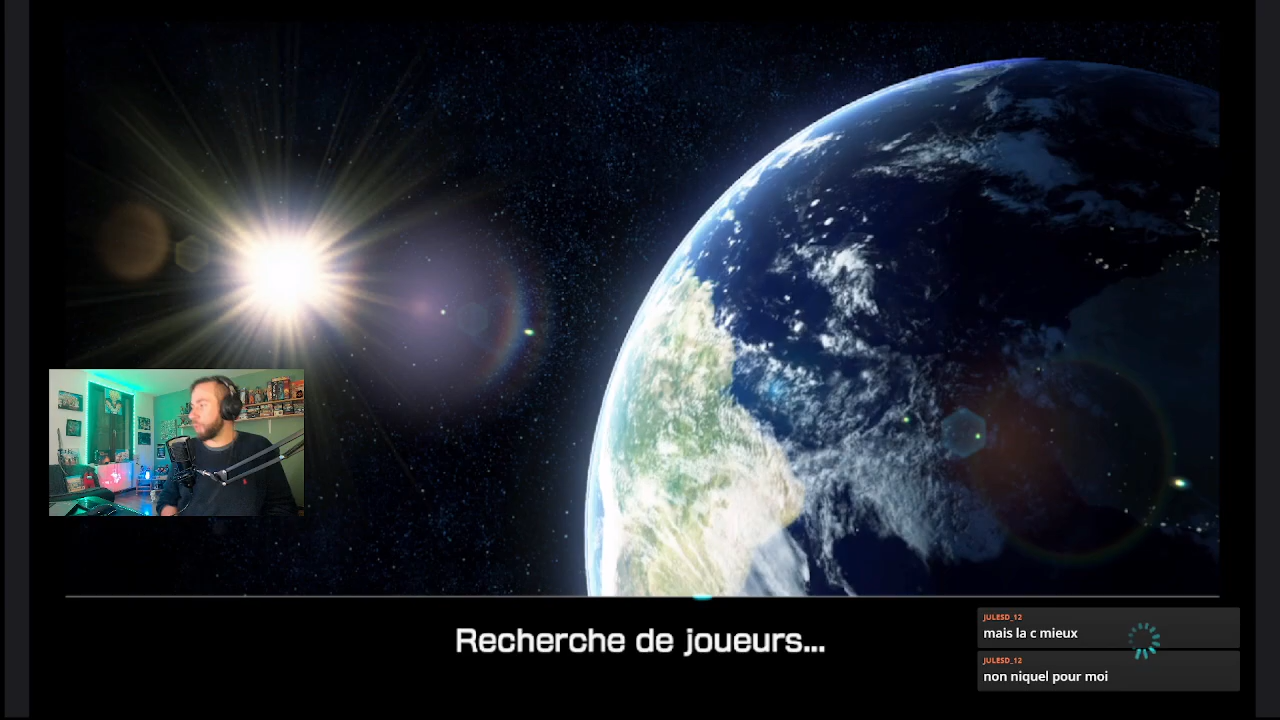 Recherche de joueurs...
JULESD_12
mais la c mieux
JULESD_12
non niquel pour moi